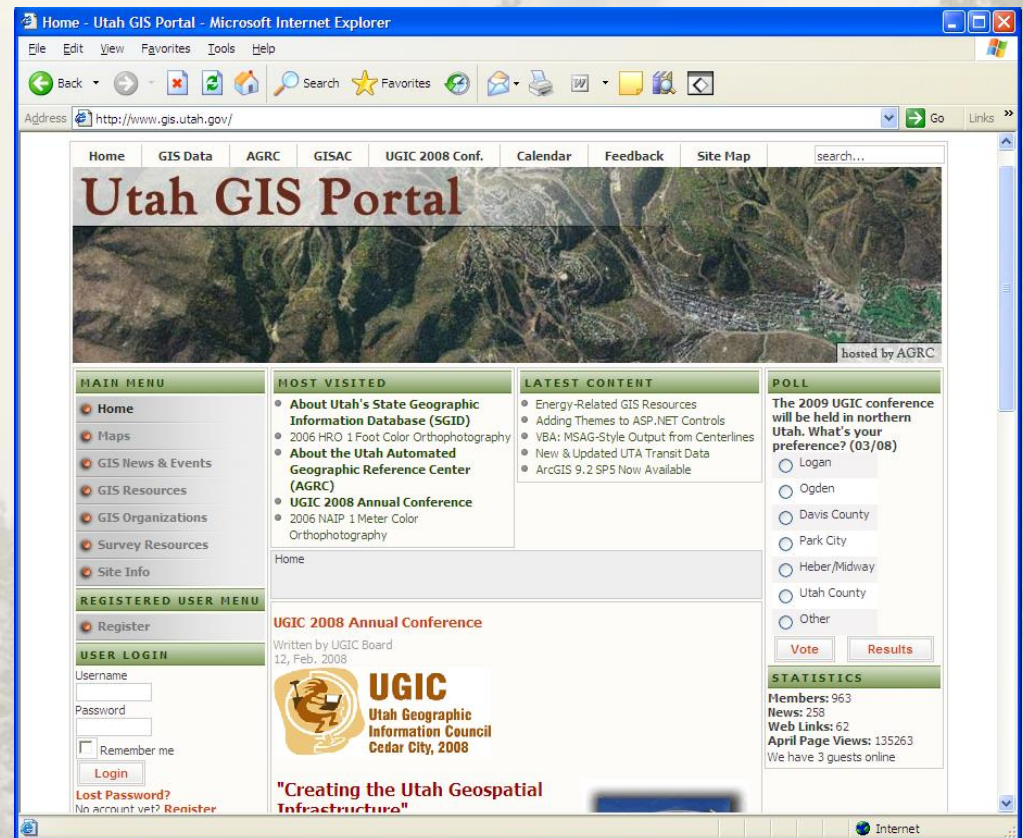 Home - Utah GIS Portal - Microsoft Internet Explorer
File Edit View Favorites Tools Help
Back Search Favorites
Address http://www.gis.utah.gov/ Go Links »
Home GIS Data AGRC GISAC UGIC 2008 Conf. Calendar Feedback Site Map search...
Utah GIS Portal
hosted by AGRC
MAIN MENU
Home
Maps
GIS News & Events
GIS Resources
GIS Organizations
Survey Resources
Site Info
REGISTERED USER MENU
Register
USER LOGIN
Username
Password
Remember me
Login
Lost Password?
No account yet? Register
MOST VISITED
About Utah's State Geographic
Information Database (SGID)
2006 HRO 1 Foot Color Orthophotography
About the Utah Automated
Geographic Reference Center
(AGRC)
UGIC 2008 Annual Conference
2006 NAIP 1 Meter Color
Orthophotography
LATEST CONTENT
Energy-Related GIS Resources
Adding Themes to ASP.NET Controls
VBA: MSAG-Style Output from Centerlines
New & Updated UTA Transit Data
ArcGIS 9.2 SP5 Now Available
Home
UGIC 2008 Annual Conference
Written by UGIC Board
12, Feb. 2008
UGIC
Utah Geographic
Information Council
Cedar City, 2008
"Creating the Utah Geospatial
Infrastructure"
POLL
The 2009 UGIC conference
will be held in northern
Utah. What's your
preference? (03/08)
Logan
Ogden
Davis County
Park City
Heber/Midway
Utah County
Other
Vote Results
STATISTICS
Members: 963
News: 258
Web Links: 62
April Page Views: 135263
We have 3 guests online
Internet